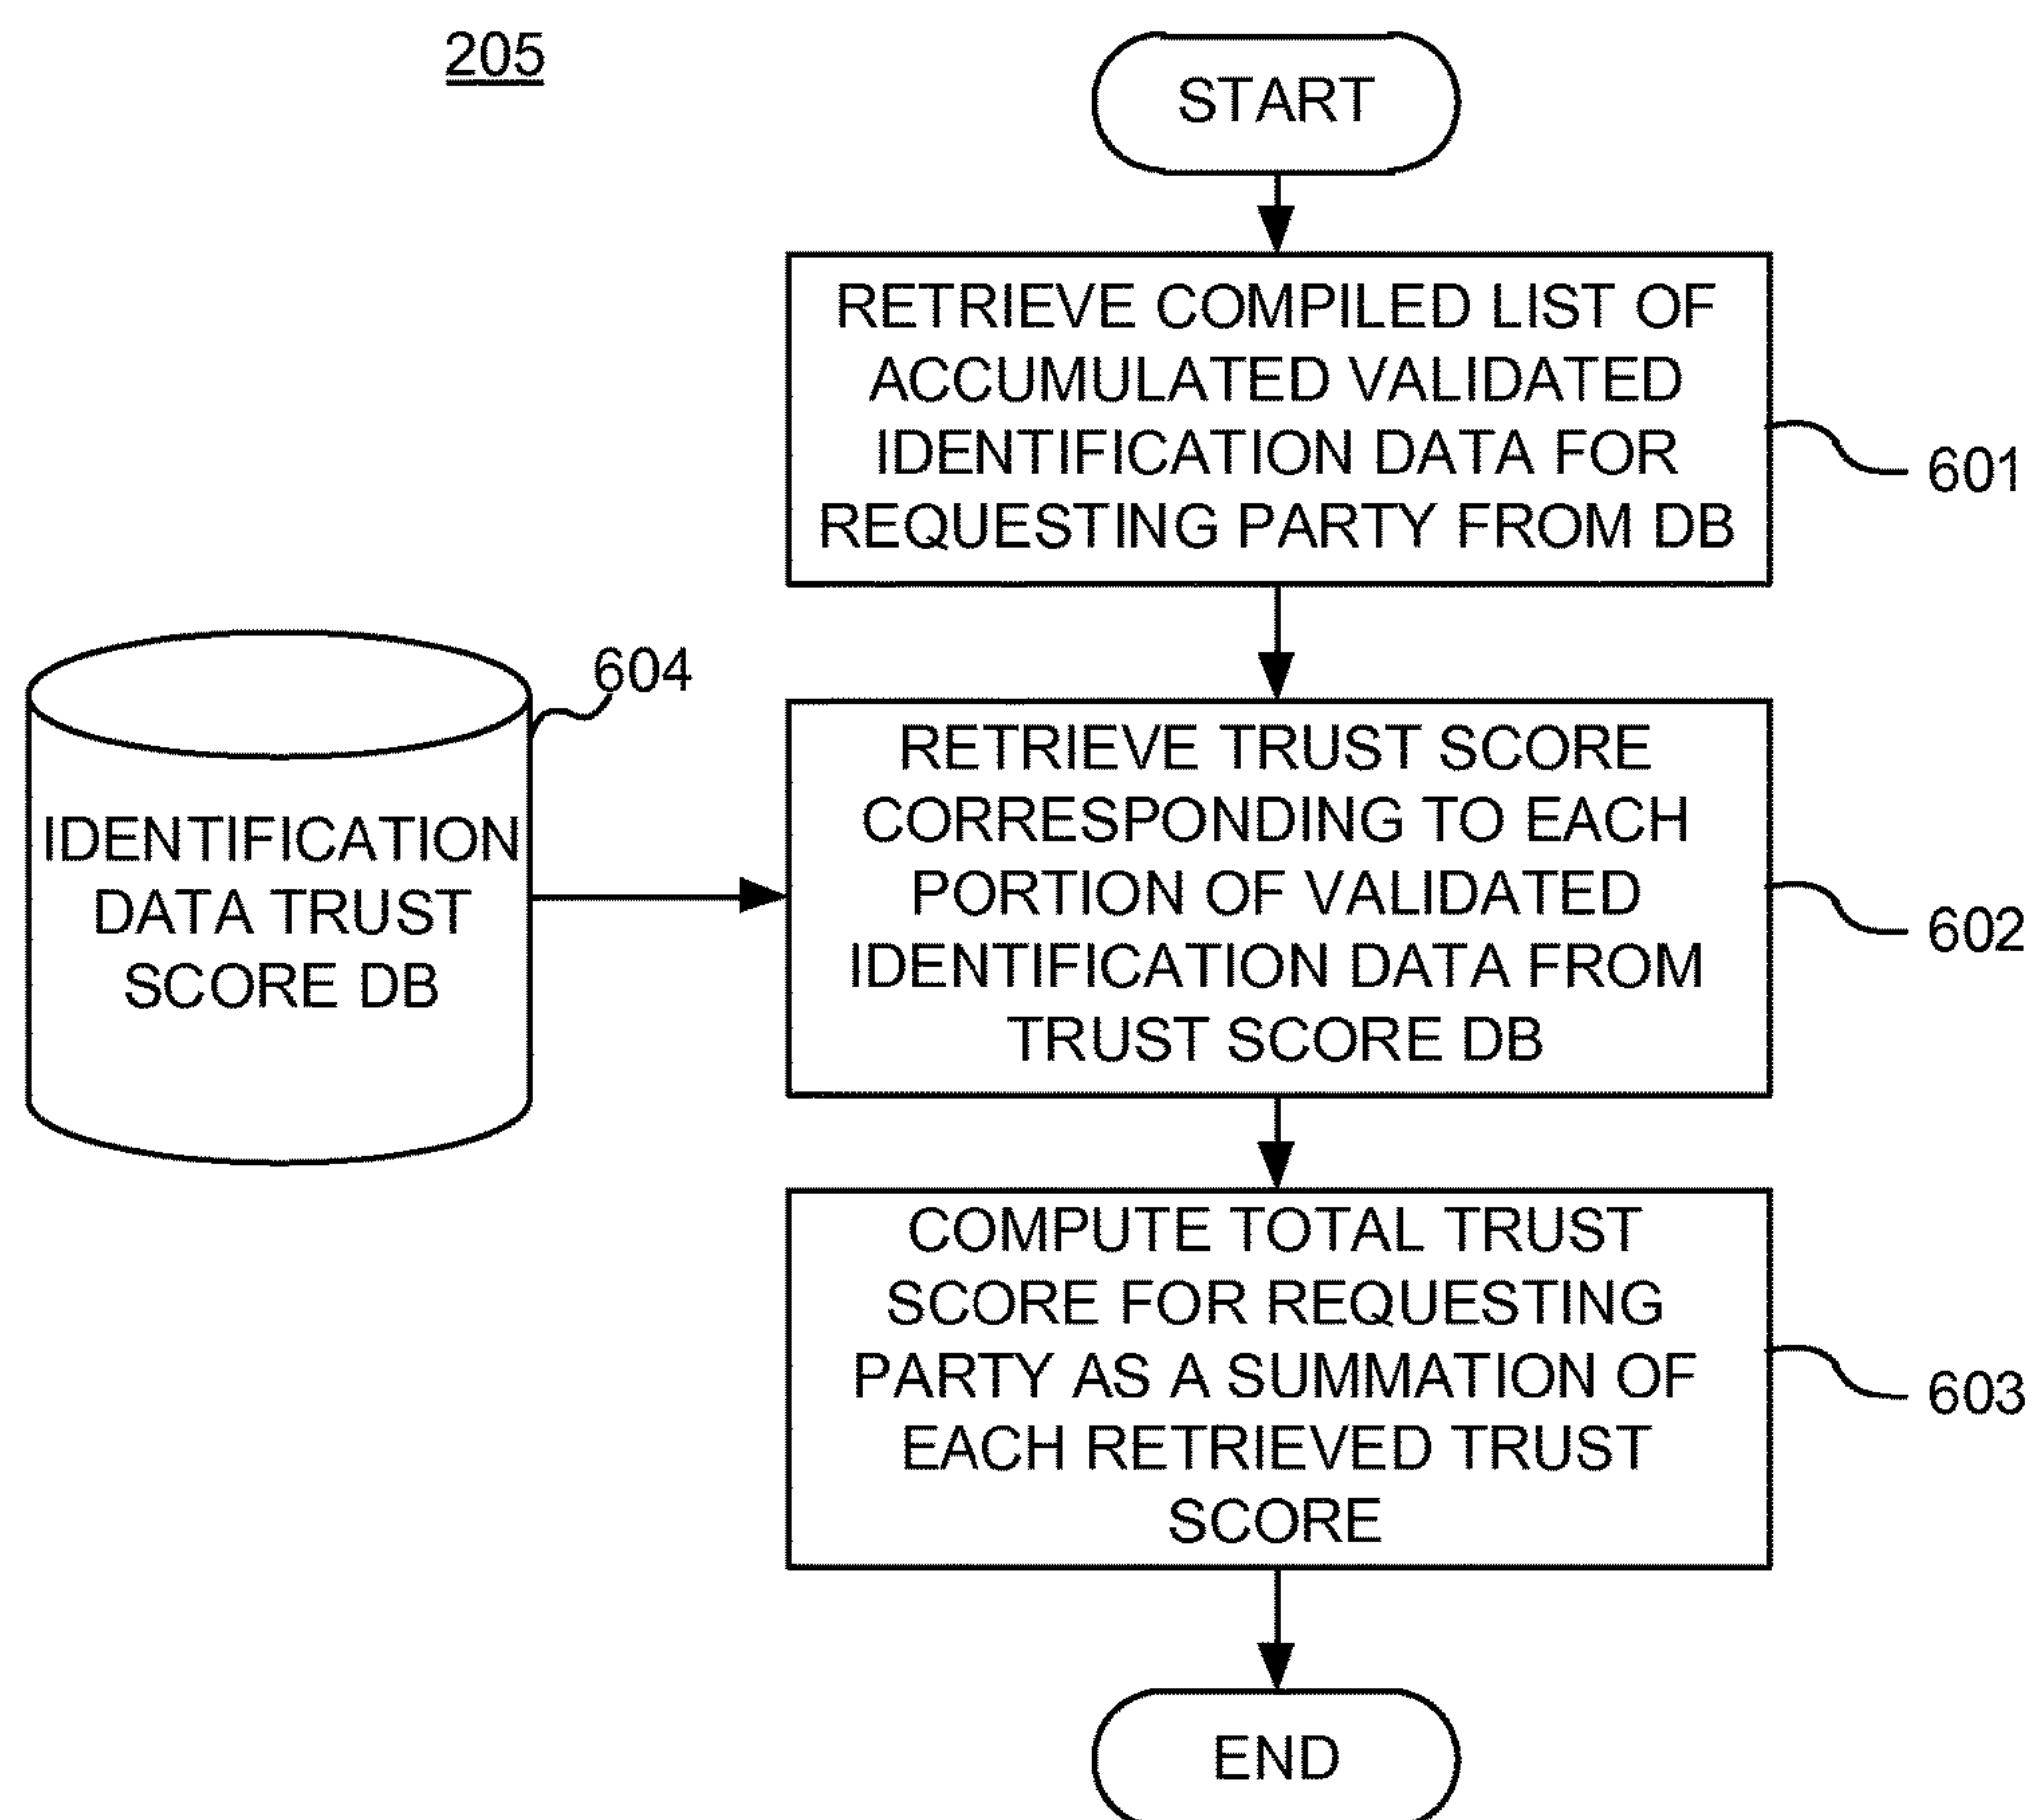 205
START
RETRIEVE COMPILED LIST OF
ACCUMULATED VALIDATED
IDENTIFICATION DATA FOR
REQUESTING PARTY FROM DB
601
604
IDENTIFICATION
DATA TRUST
SCORE DB
RETRIEVE TRUST SCORE
CORRESPONDING TO EACH
PORTION OF VALIDATED
IDENTIFICATION DATA FROM
TRUST SCORE DB
602
COMPUTE TOTAL TRUST
SCORE FOR REQUESTING
PARTY AS A SUMMATION OF
EACH RETRIEVED TRUST
SCORE
603
END